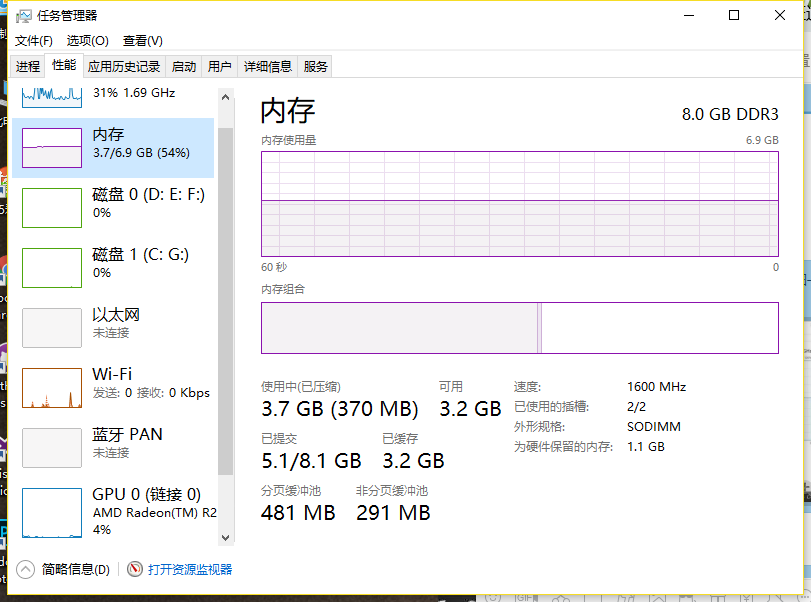 任务管理器
文件(F) 选项(O) 查看(V)
进程 性能 应用历史记录 启动 用户 详细信息 服务
31% 1.69 GHz
内存
3.7/6.9 GB (54%)
磁盘 0 (D: E: F:)
0%
磁盘 1 (C: G:)
0%
以太网
未连接
Wi-Fi
发送: 0 接收: 0 Kbps
蓝牙 PAN
未连接
GPU 0 (链接 0)
AMD Radeon(TM) R2
4%
内存 8.0 GB DDR3
内存使用量 6.9 GB
60 秒 0
内存组合
使用中(已压缩) 可用
3.7 GB (370 MB) 3.2 GB
已提交 已缓存
5.1/8.1 GB 3.2 GB
分页缓冲池 非分页缓冲池
481 MB 291 MB
速度: 1600 MHz
已使用的插槽: 2/2
外形规格: SODIMM
为硬件保留的内存: 1.1 GB
简略信息(D) 打开资源监视器